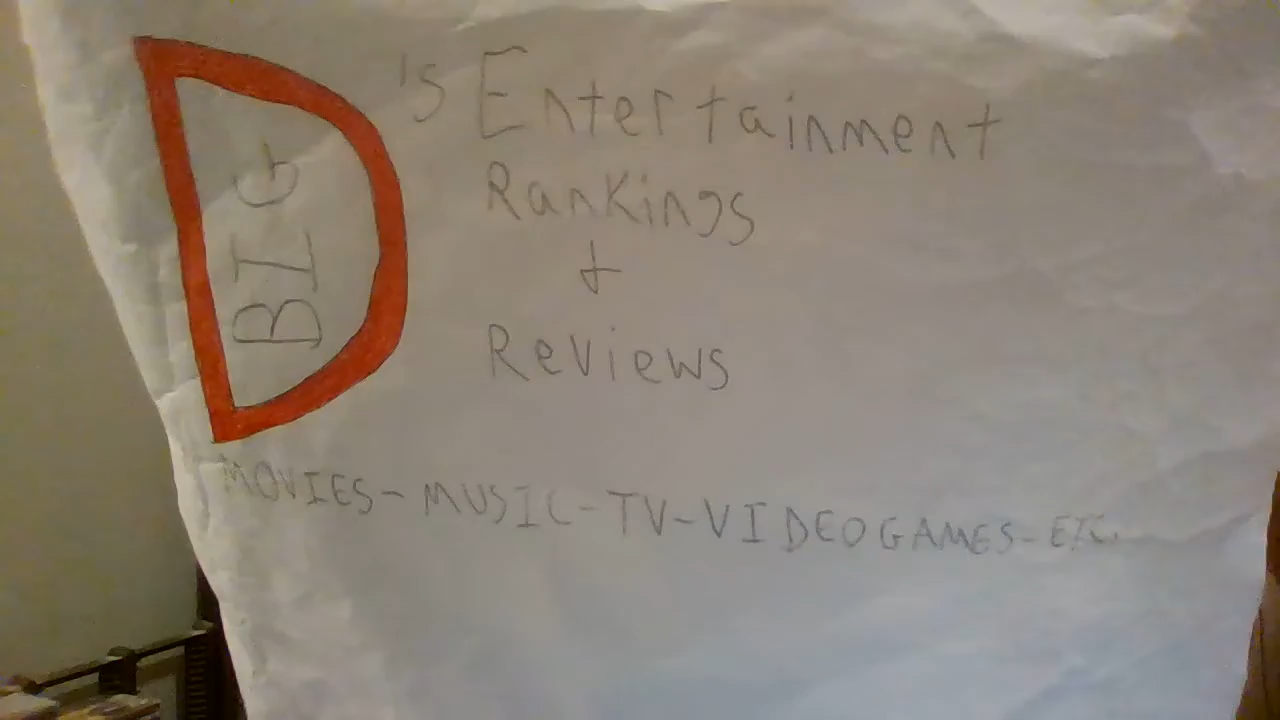 BIG D's Entertainment
Rankings
+
Reviews
MOVIES-MUSIC-TV-VIDEOGAMES-ETC.